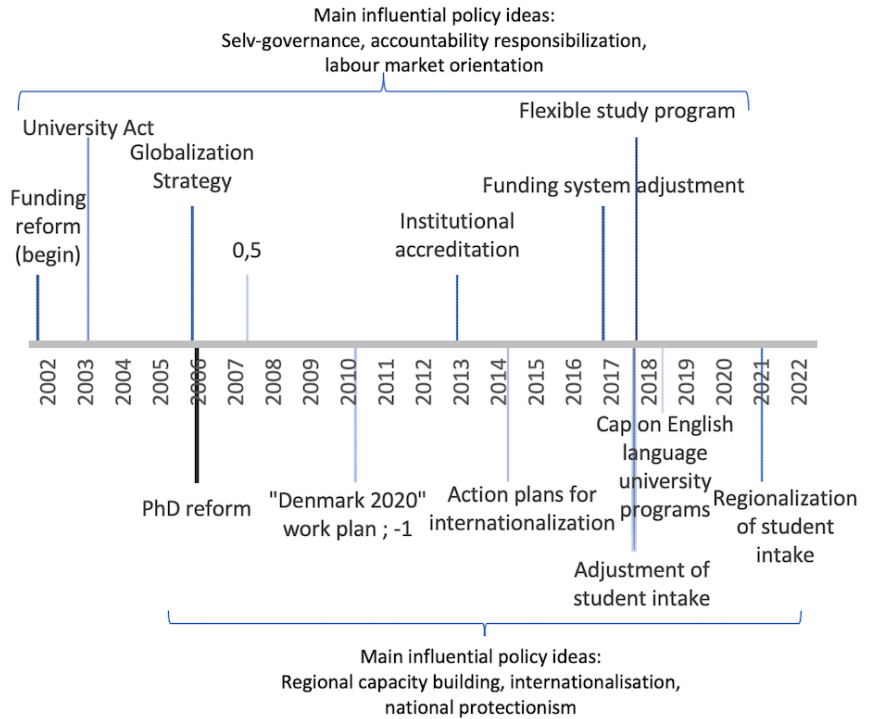 Main influential policy ideas:
Selv-governance, accountability responsibilization,
labour market orientation
Flexible study program
University Act
Globalization
Strategy
Funding system adjustment
Funding
reform
(begin)
Institutional
accreditation
0,5
2002
2003
2004
2005
2006
2007
2008
2009
2010
2011
2012
2013
2014
2015
2016
2017
2018
2019
2020
2021
2022
Cap on English
language
university
programs
PhD reform
"Denmark 2020"
work plan ; -1
Action plans for
internationalization
Regionalization
of student
intake
Adjustment of
student intake
Main influential policy ideas:
Regional capacity building, internationalisation,
national protectionism